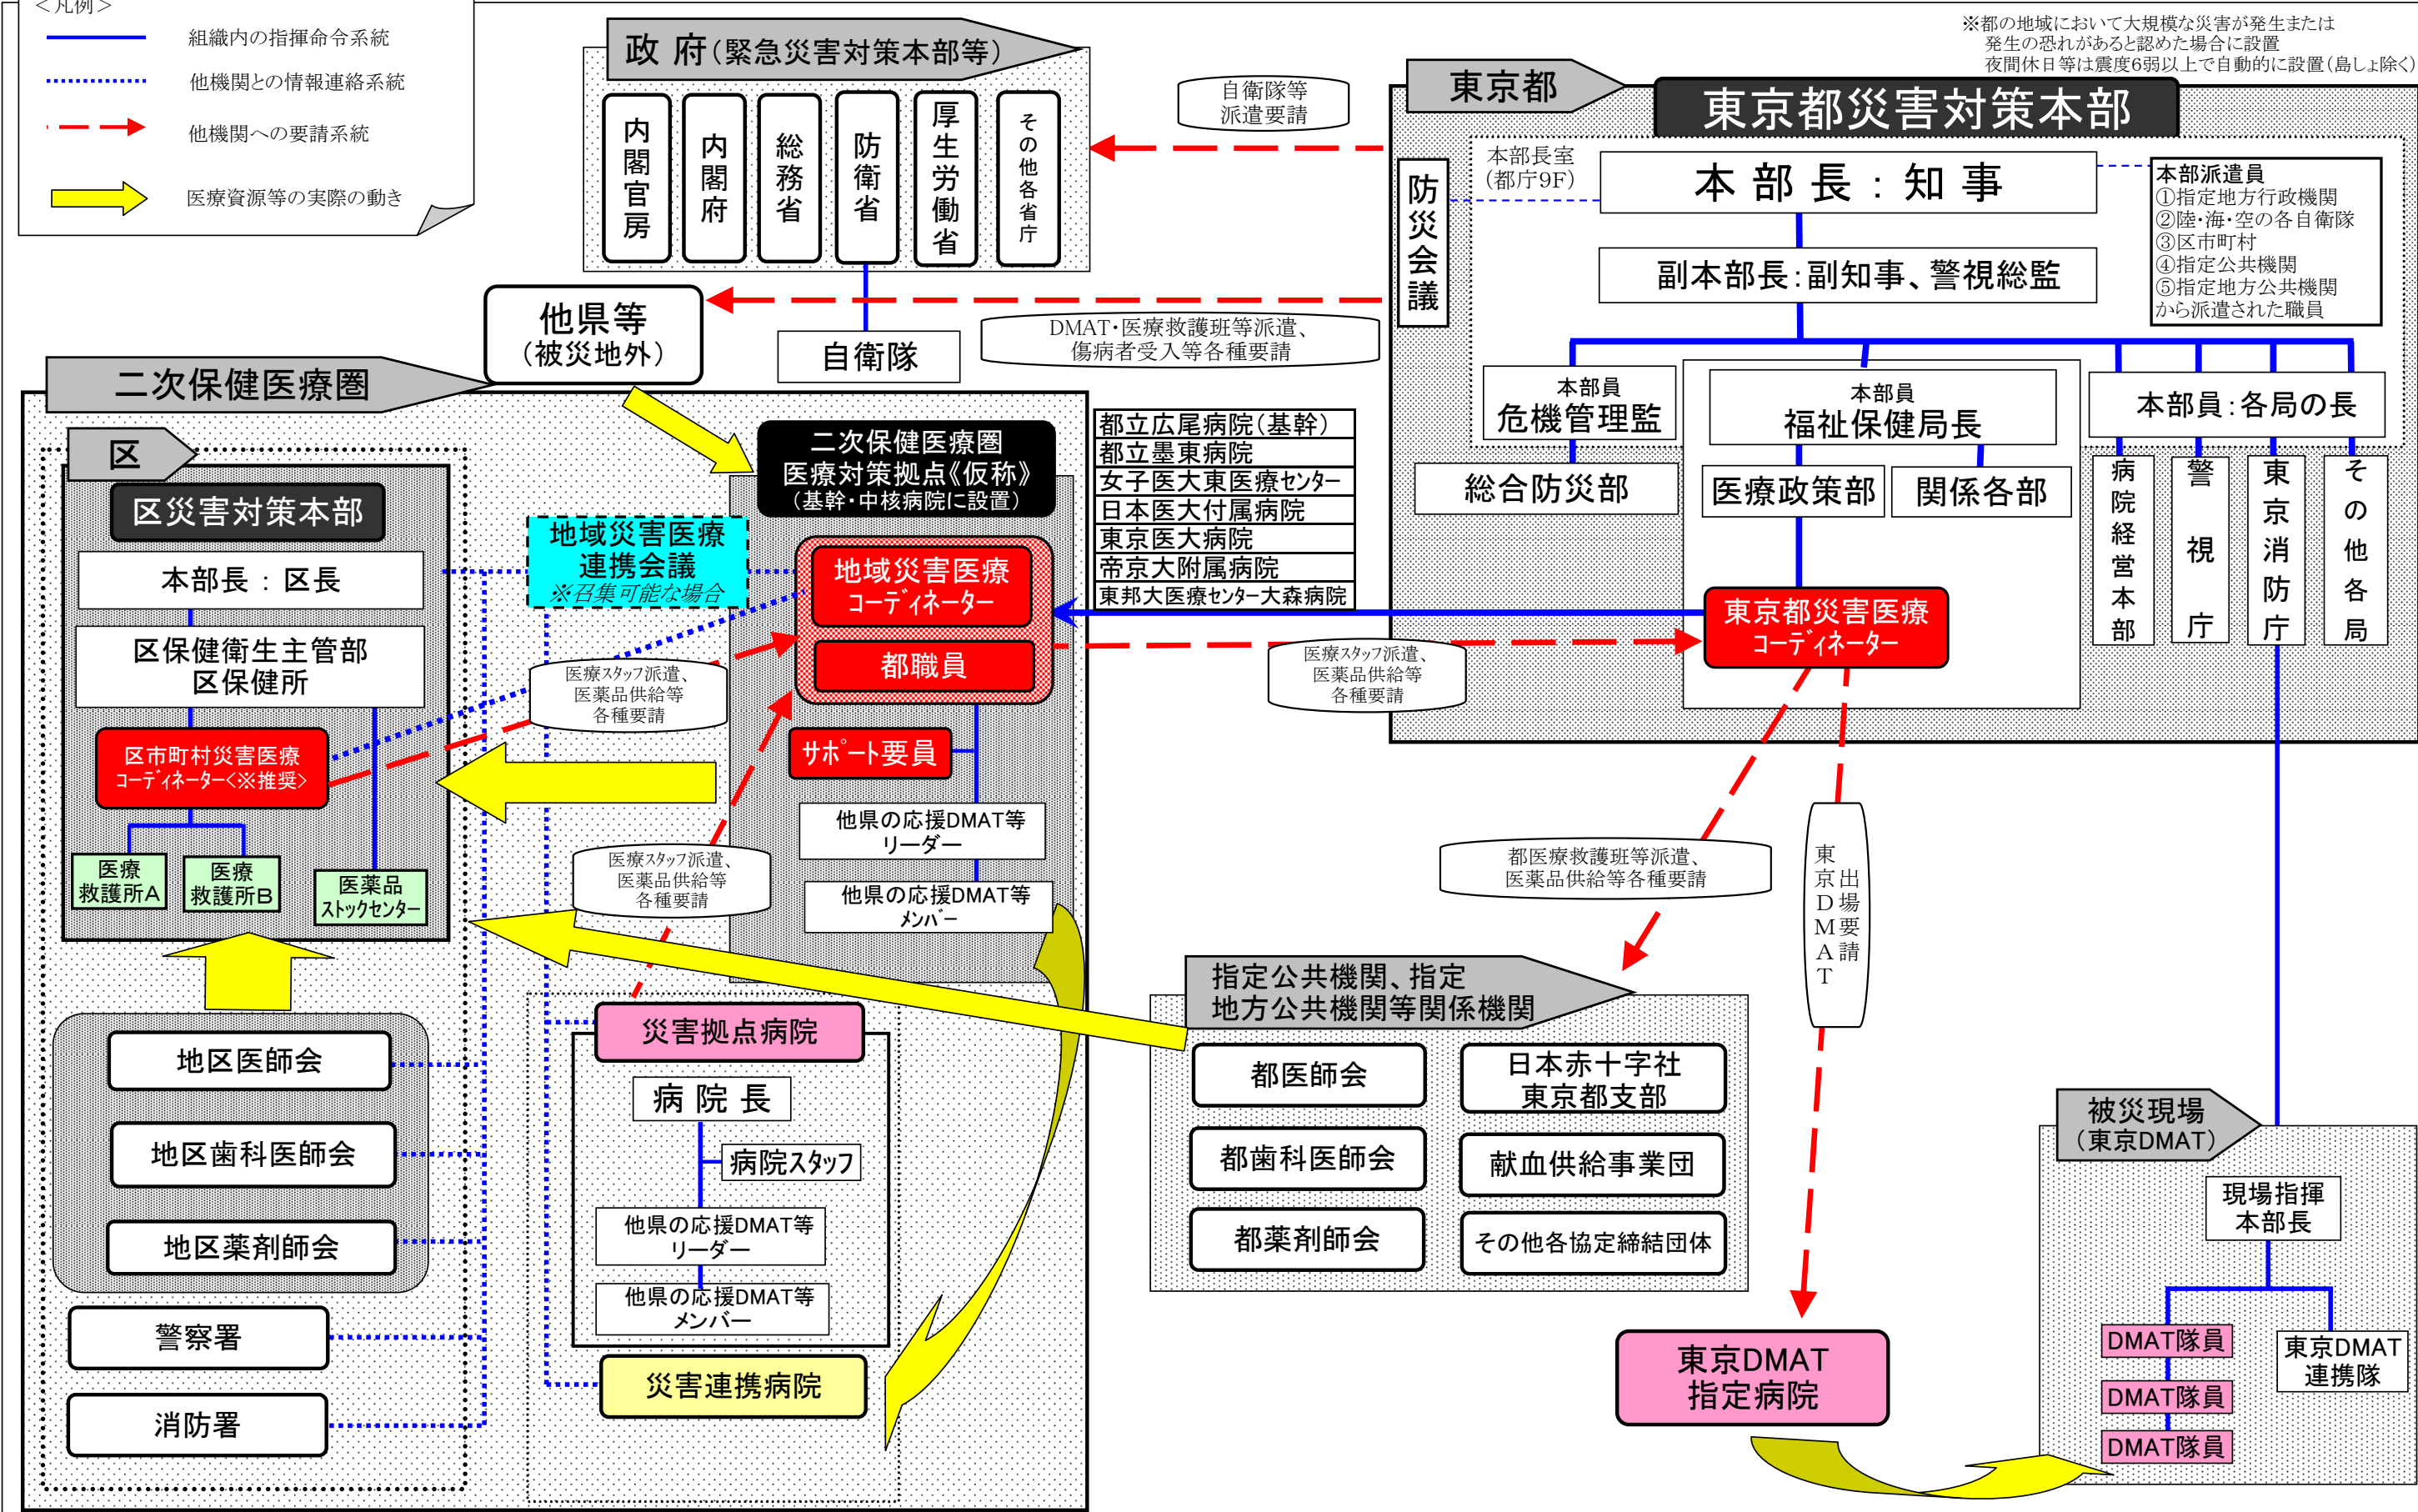 ＜凡例＞
組織内の指揮命令系統
他機関との情報連絡系統
他機関への要請系統
医療資源等の実際の動き
政 府(緊急災害対策本部等)
内閣官房
内閣府
総務省
防衛省
厚生労働省
その他各省庁
自衛隊
他県等
(被災地外)
自衛隊等
派遣要請
DMAT・医療救護班等派遣、
傷病者受入等各種要請
※都の地域において大規模な災害が発生または
発生の恐れがあると認めた場合に設置
夜間休日等は震度6弱以上で自動的に設置(島しょ除く)
東京都
東京都災害対策本部
防災会議
本部長室
(都庁9F)
本 部 長 : 知 事
本部派遣員
①指定地方行政機関
②陸・海・空の各自衛隊
③区市町村
④指定公共機関
⑤指定地方公共機関
から派遣された職員
副本部長:副知事、警視総監
本部員
危機管理監
本部員
福祉保健局長
本部員:各局の長
総合防災部
医療政策部
関係各部
病院経営本部
警視庁
東京消防庁
その他各局
東京都災害医療
コーディネーター
二次保健医療圏
区
区災害対策本部
本部長 : 区長
区保健衛生主管部
区保健所
区市町村災害医療
コーディネーター<※推奨>
医療
救護所A
医療
救護所B
医薬品
ストックセンター
地区医師会
地区歯科医師会
地区薬剤師会
警察署
消防署
地域災害医療
連携会議
※召集可能な場合
二次保健医療圏
医療対策拠点《仮称》
(基幹・中核病院に設置)
地域災害医療
コーディネーター
都職員
サポート要員
他県の応援DMAT等
リーダー
他県の応援DMAT等
メンバー
都立広尾病院(基幹)
都立墨東病院
女子医大東医療センター
日本医大付属病院
東京医大病院
帝京大附属病院
東邦大医療センター大森病院
医療スタッフ派遣、
医薬品供給等
各種要請
医療スタッフ派遣、
医薬品供給等
各種要請
医療スタッフ派遣、
医薬品供給等
各種要請
災害拠点病院
病 院 長
病院スタッフ
他県の応援DMAT等
リーダー
他県の応援DMAT等
メンバー
災害連携病院
都医療救護班等派遣、
医薬品供給等各種要請
東京DMAT
出場要請
指定公共機関、指定
地方公共機関等関係機関
都医師会
日本赤十字社
東京都支部
都歯科医師会
献血供給事業団
都薬剤師会
その他各協定締結団体
東京DMAT
指定病院
被災現場
(東京DMAT)
現場指揮
本部長
DMAT隊員
DMAT隊員
DMAT隊員
東京DMAT
連携隊